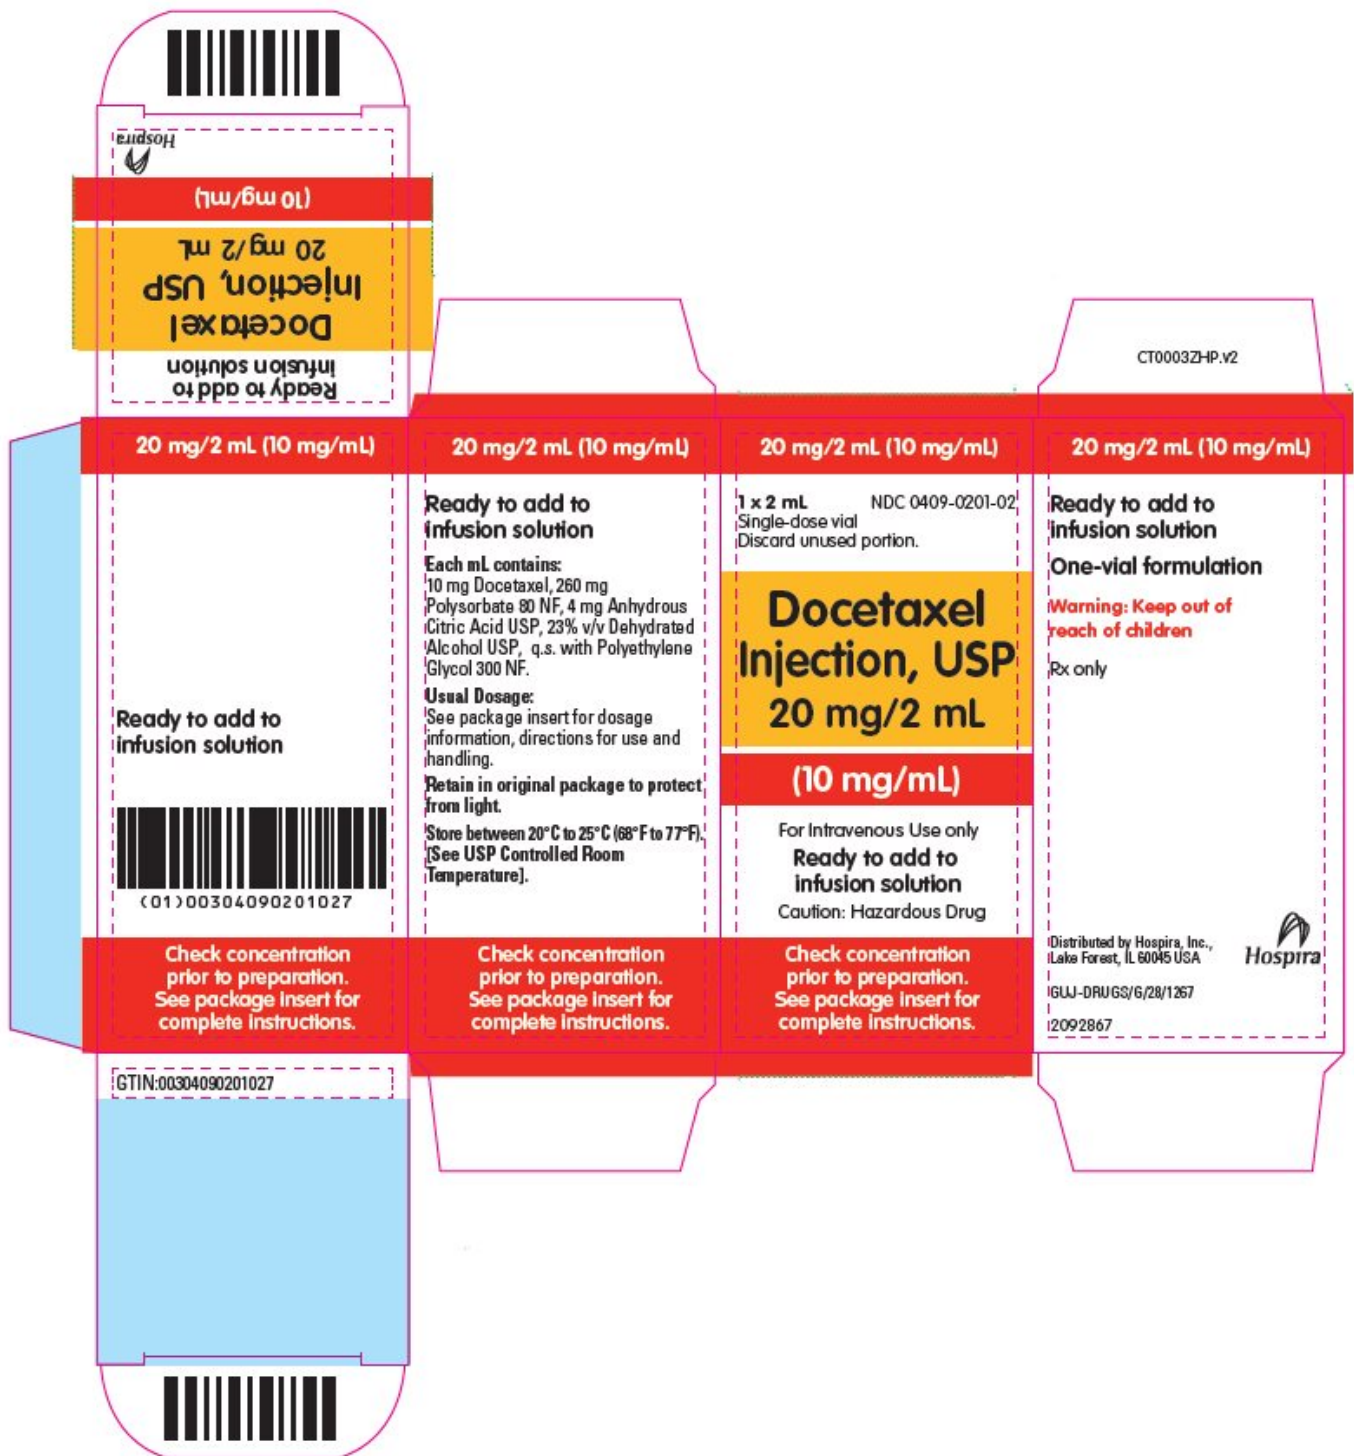 Hospira
(10 mg/mL)
20 mg/2 mL
Injection, USP
Docetaxel
infusion solution
Ready to add to
CT0003ZHP.v2
20 mg/2 mL (10 mg/mL)
Ready to add to
infusion solution
(01)00304090201027
Check concentration
prior to preparation.
See package insert for
complete instructions.
GTIN:00304090201027
20 mg/2 mL (10 mg/mL)
Ready to add to
infusion solution
Each mL contains:
10 mg Docetaxel, 260 mg
Polysorbate 80 NF, 4 mg Anhydrous
Citric Acid USP, 23% v/v Dehydrated
Alcohol USP, q.s. with Polyethylene
Glycol 300 NF.
Usual Dosage:
See package insert for dosage
information, directions for use and
handling.
Retain in original package to protect
from light.
Store between 20°C to 25°C (68°F to 77°F).
[See USP Controlled Room
Temperature].
Check concentration
prior to preparation.
See package insert for
complete instructions.
20 mg/2 mL (10 mg/mL)
1 x 2 mL NDC 0409-0201-02
Single-dose vial
Discard unused portion.
Docetaxel
Injection, USP
20 mg/2 mL
(10 mg/mL)
For Intravenous Use only
Ready to add to
infusion solution
Caution: Hazardous Drug
Check concentration
prior to preparation.
See package insert for
complete instructions.
20 mg/2 mL (10 mg/mL)
Ready to add to
infusion solution
One-vial formulation
Warning: Keep out of
reach of children
Rx only
Distributed by Hospira, Inc.,
Lake Forest, IL 60045 USA
Hospira
GUJ-DRUGS/G/28/1267
2092867